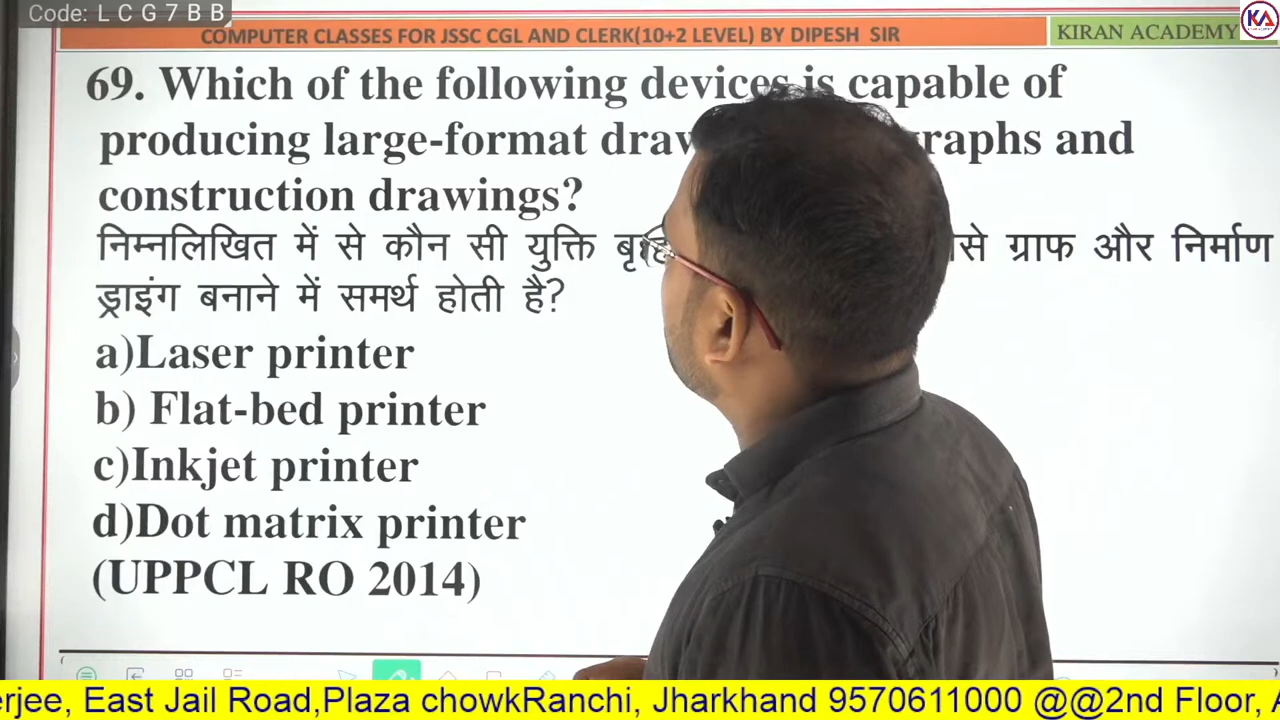 Code: L C G 7 B B
COMPUTER CLASSES FOR JSSC CGL AND CLERK(10+2 LEVEL) BY DIPESH SIR
KIRAN ACADEMY
KA
69. Which of the following devices is capable of
producing large-format graphs and
construction drawings?
निम्नलिखित में से कौन सी युक्ति ग्राफ और निर्माण
ड्राइंग बनाने में समर्थ होती है?
a)Laser printer
b) Flat-bed printer
c)Inkjet printer
d)Dot matrix printer
(UPPCL RO 2014)
East Jail Road,Plaza chowkRanchi, Jharkhand 9570611000 @@2nd Floor,